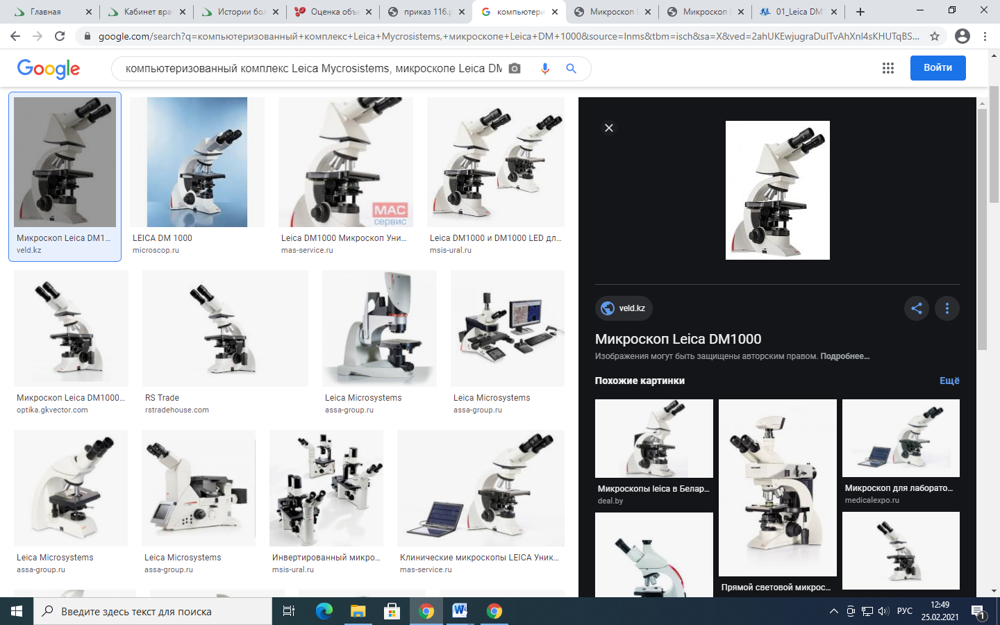 Главная
Кабинет вра
Истории бол
Оценка объе
приказ 116.р
компьютери
Микроскоп
Микроскоп
01_Leica DM
google.com/search?q=компьютеризованный+комплекс+Leica+Mycrosistems,+микроскопе+Leica+DM+1000&source=lnms&tbm=isch&sa=X&ved=2ahUKEwjugraDuITvAhXnl4sKHUTqBS...
Google
компьютеризованный комплекс Leica Mycrosistems, микроскопе Leica DM
Войти
МАС
сервис
Микроскоп Leica DM1...
veld.kz
LEICA DM 1000
microscop.ru
Leica DM1000 Микроскоп Уни...
mas-service.ru
Leica DM1000 и DM1000 LED дл...
msis-ural.ru
Микроскоп Leica DM1000...
optika.gkvector.com
RS Trade
rstradehouse.com
Leica Microsystems
assa-group.ru
Leica Microsystems
assa-group.ru
Leica Microsystems
assa-group.ru
Leica Microsystems
assa-group.ru
Инвертированный микро...
msis-ural.ru
Клинические микроскопы LEICA Уник...
mas-service.ru
veld.kz
Микроскоп Leica DM1000
Изображения могут быть защищены авторским правом. Подробнее...
Похожие картинки
Ещё
Микроскопы leica в Белар...
deal.by
Прямой световой микрос...
Микроскоп для лаборато...
medicalexpo.ru
Введите здесь текст для поиска
РУС
12:49
25.02.2021
1